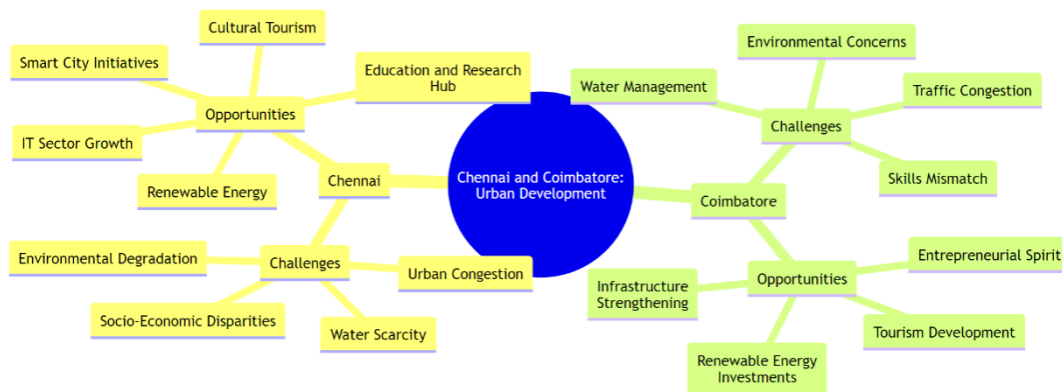 Chennai and Coimbatore:
Urban Development
Chennai
Opportunities
Cultural Tourism
Smart City Initiatives
Education and Research
Hub
IT Sector Growth
Renewable Energy
Challenges
Environmental Degradation
Urban Congestion
Socio-Economic Disparities
Water Scarcity
Coimbatore
Challenges
Environmental Concerns
Water Management
Traffic Congestion
Skills Mismatch
Opportunities
Entrepreneurial Spirit
Infrastructure
Strengthening
Tourism Development
Renewable Energy
Investments